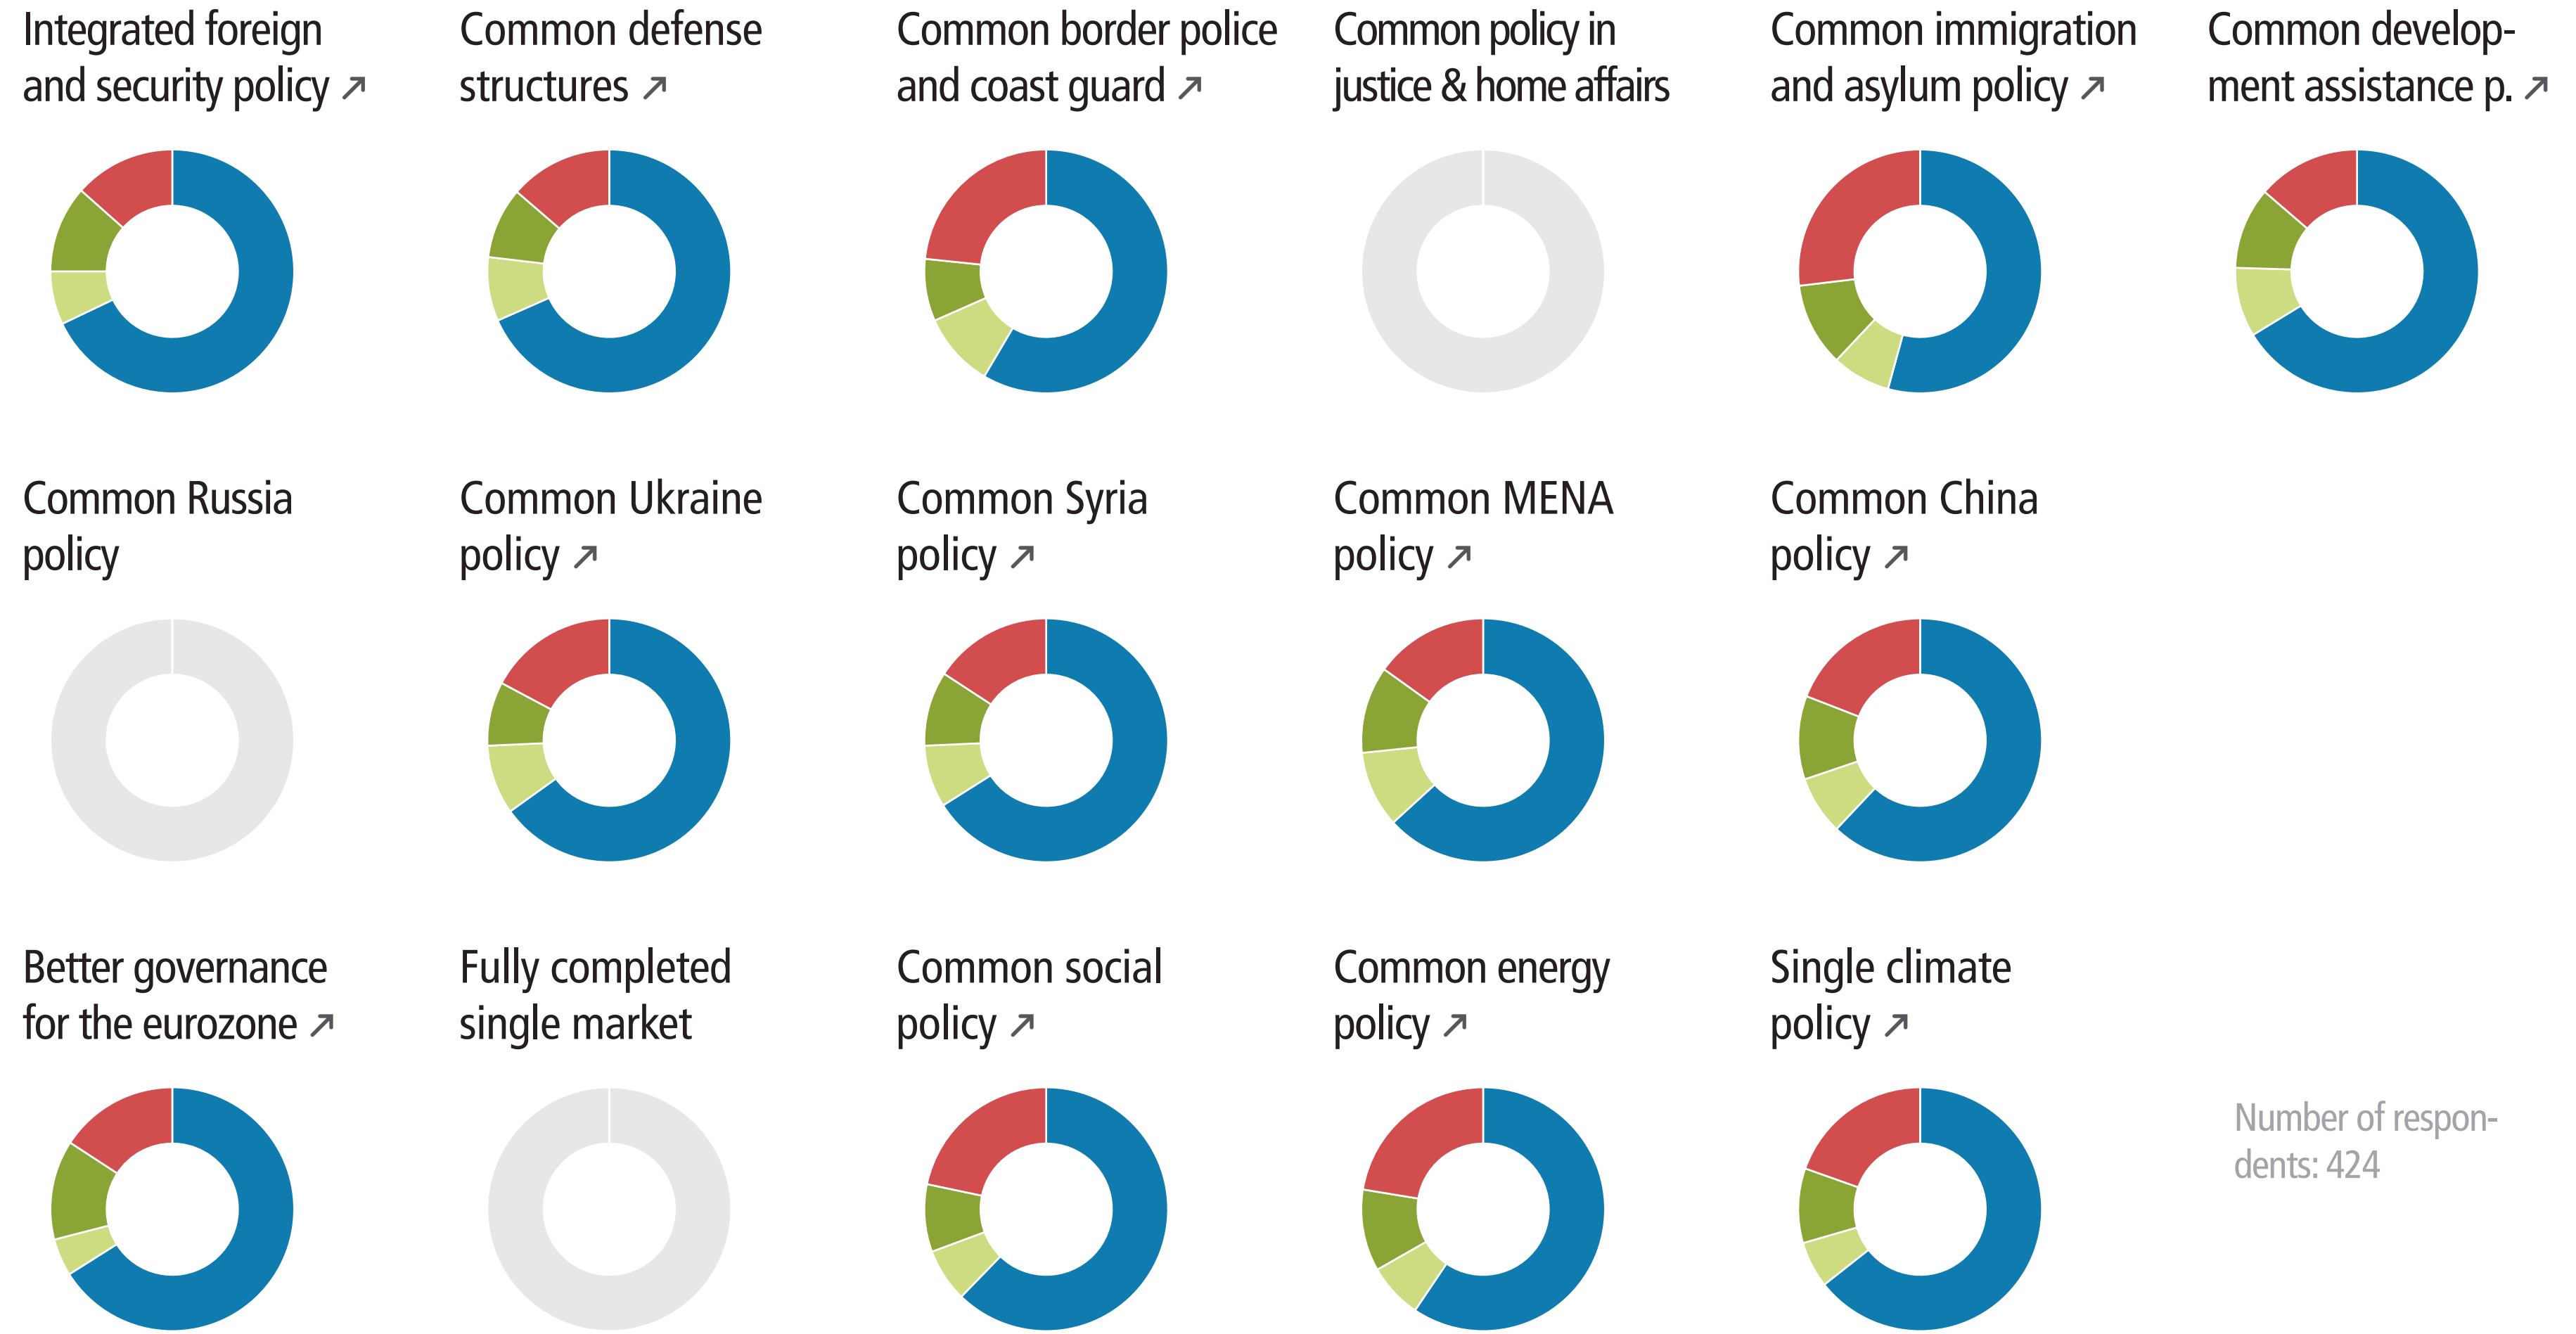 Integrated foreign
and security policy ↗
Common defense
structures ↗
Common border police
and coast guard ↗
Common policy in
justice & home affairs
Common immigration
and asylum policy ↗
Common develop-
ment assistance p. ↗
Common Russia
policy
Common Ukraine
policy ↗
Common Syria
policy ↗
Common MENA
policy ↗
Common China
policy ↗
Better governance
for the eurozone ↗
Fully completed
single market
Common social
policy ↗
Common energy
policy ↗
Single climate
policy ↗
Number of respon-
dents: 424